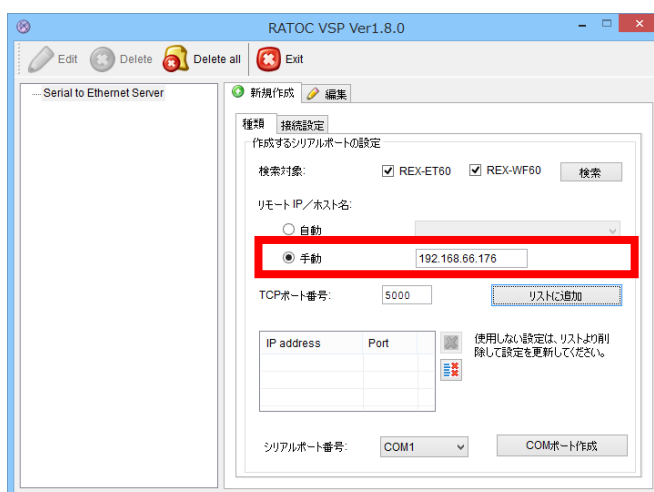 RATOC VSP Ver1.8.0
Edit Delete Delete all Exit
Serial to Ethernet Server
新規作成 編集
種類 接続設定
作成するシリアルポートの設定
検索対象: REX-ET60 REX-WF60 検索
リモート IP/ホスト名:
自動
手動 192.168.66.176
TCPポート番号: 5000 リストに追加
IP address Port
使用しない設定は、リストより削
除して設定を更新してください。
シリアルポート番号: COM1 COMポート作成